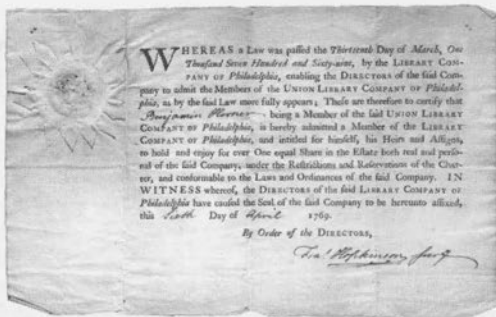 WHEREAS a Law was passed the Thirteenth Day of March, One
Thousand Seven Hundred and Sixty-nine, by the LIBRARY COM-
PANY OF Philadelphia, enabling the DIRECTORS of the said Com-
pany to admit the Members of the UNION LIBRARY COMPANY OF Philadel-
phia, as by the said Law more fully appears; These are therefore to certify that
Benjamin Horner being a Member of the said UNION LIBRARY
COMPANY OF Philadelphia, is hereby admitted a Member of the LIBRARY
COMPANY OF Philadelphia, and intitled for himself, his Heirs and Assigns,
to hold and enjoy for ever One equal Share in the Estate both real and perso-
nal of the said Company, under the Restrictions and Reservations of the Char-
ter, and conformable to the Laws and Ordinances of the said Company. IN
WITNESS whereof, the DIRECTORS of the said LIBRARY COMPANY OF
Philadelphia have caused the Seal of the said Company to be hereunto affixed,
this Sixth Day of April 1769.
By Order of the DIRECTORS,
Fras. Hopkinson, Secry